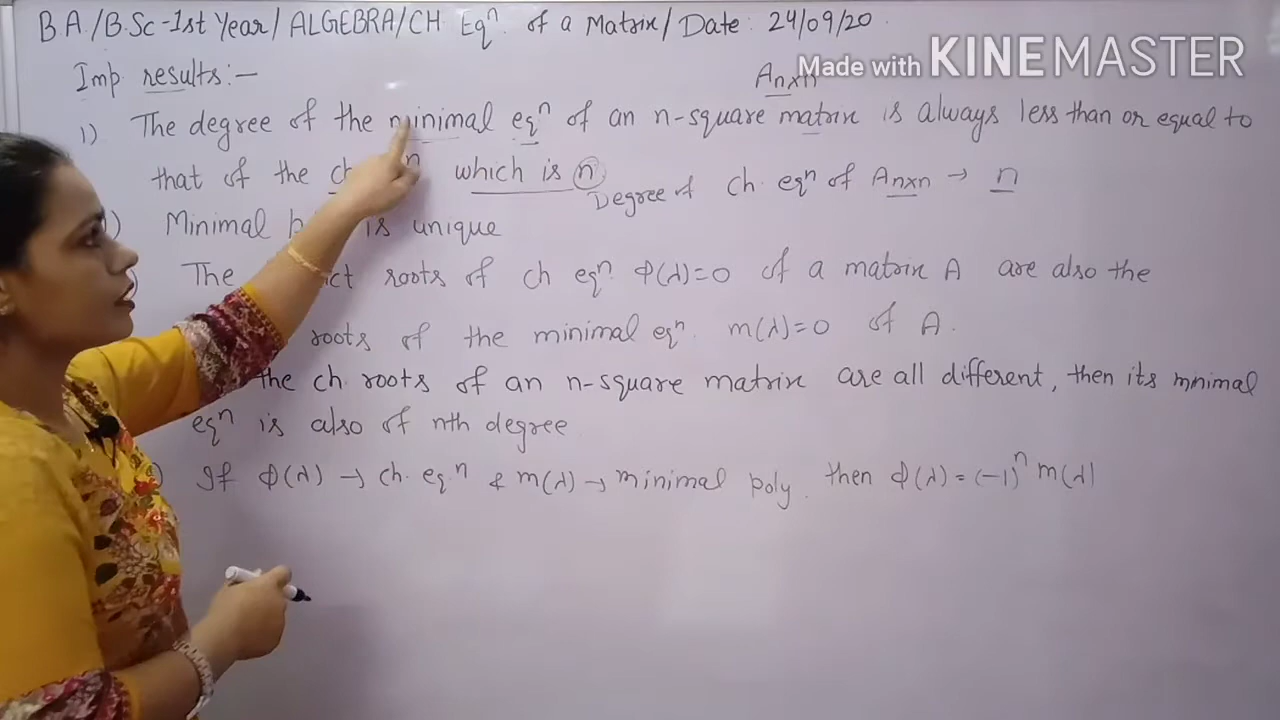 B.A./B.Sc-1st Year/ ALGEBRA/CH Eqⁿ. of a Matrix/ Date: 24/09/20.
Made with KINEMASTER
Imp results:-
Anxn
1) The degree of the minimal eqⁿ of an n-square matrix is always less than or equal to
that of the ch n which is n
Degree of ch. eqⁿ of Anxn → n
) Minimal is unique
The ct roots of ch eqⁿ. Φ(λ)=0 of a matrix A are also the
roots of the minimal eqⁿ. m(λ)=0 of A.
the ch. roots of an n-square matrix are all different, then its minimal
eqⁿ is also of nth degree
) If Φ(λ) → ch. eq.ⁿ & m(λ) → minimal poly. then Φ(λ) = (-1)ⁿ m(λ)